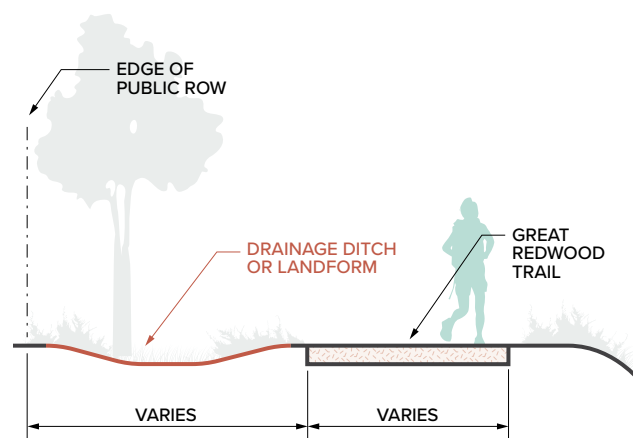 EDGE OF
PUBLIC ROW
DRAINAGE DITCH
OR LANDFORM
GREAT
REDWOOD
TRAIL
VARIES
VARIES